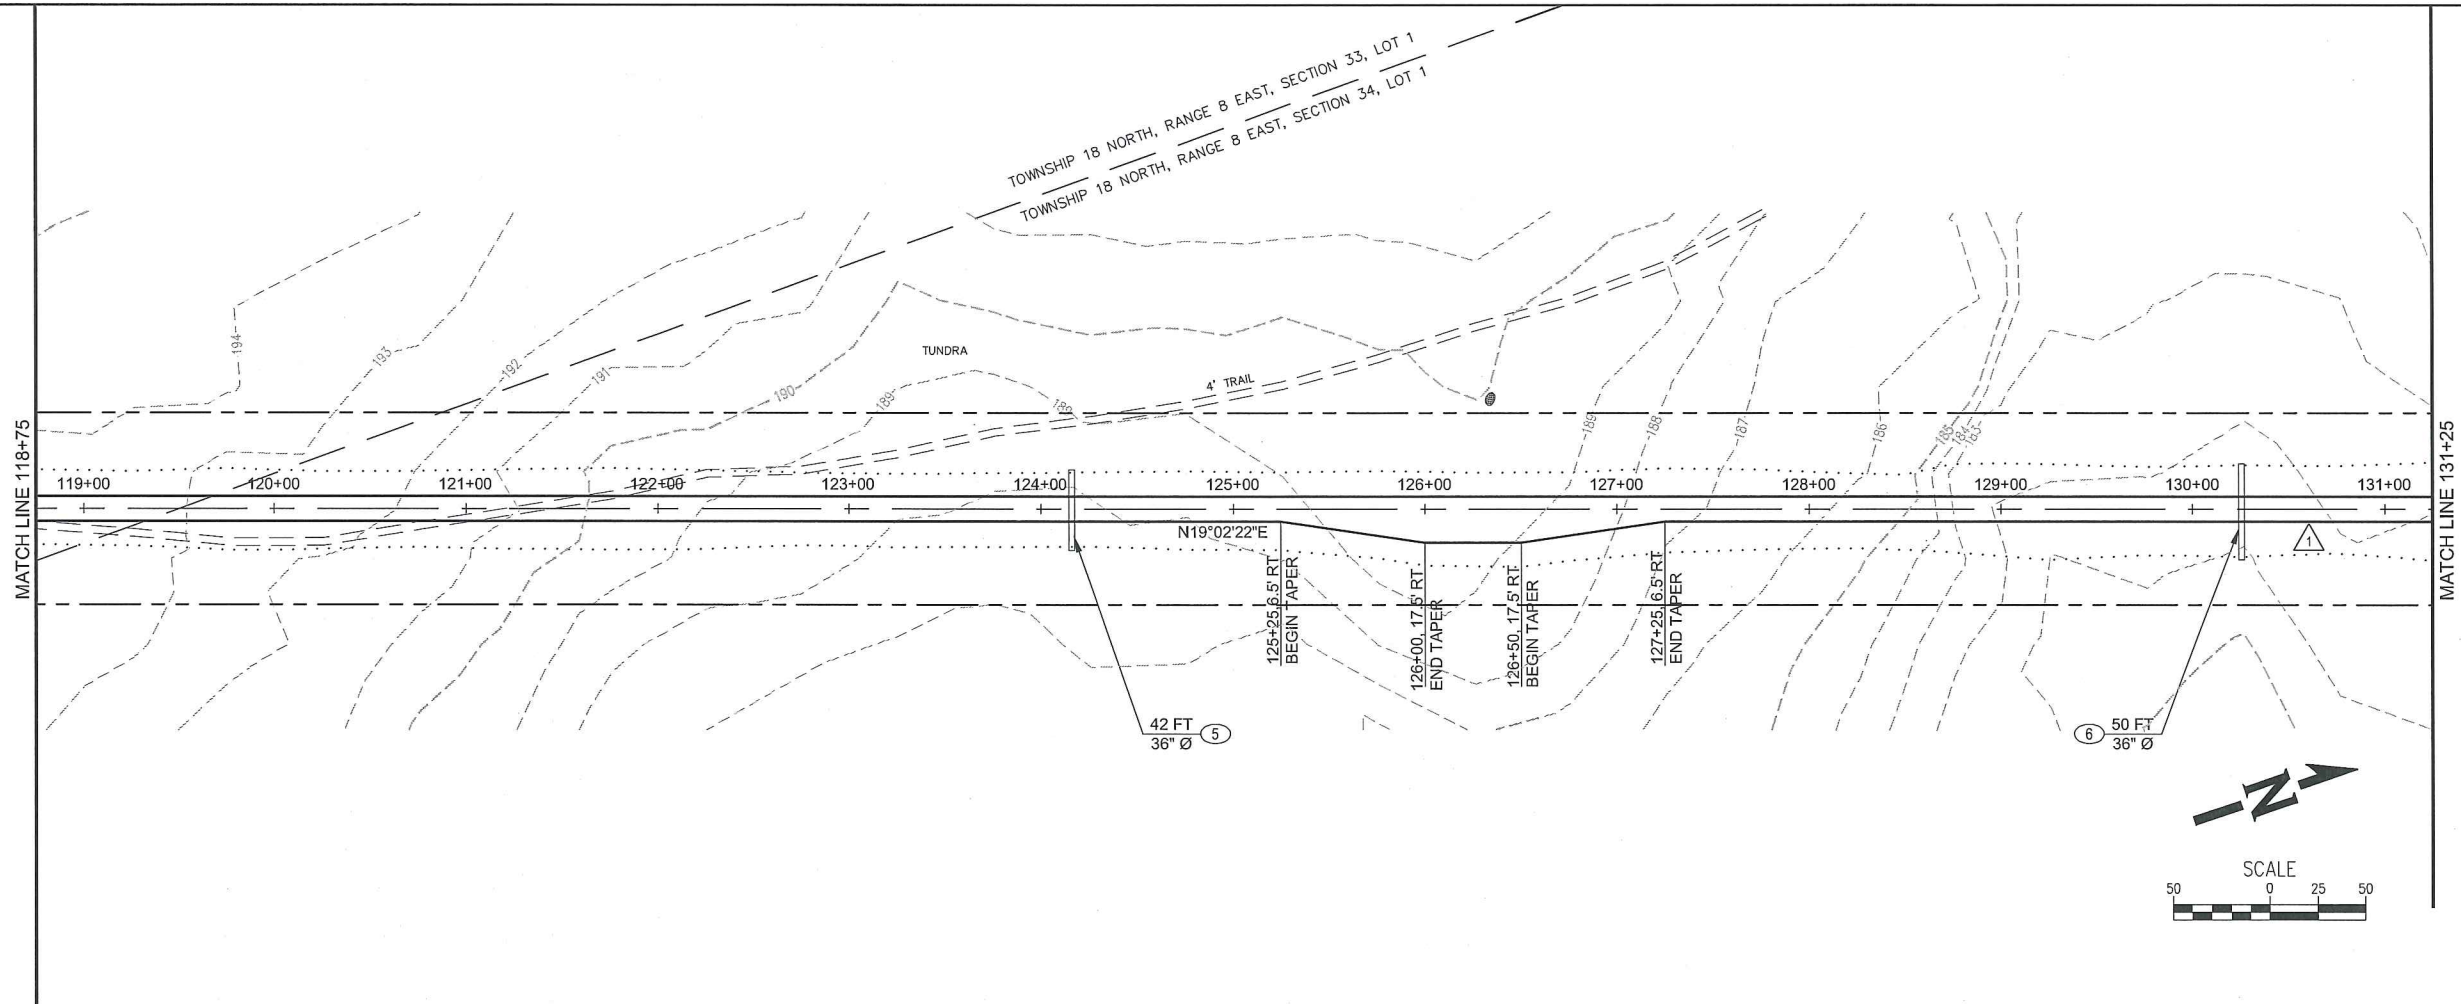 TOWNSHIP 18 NORTH, RANGE 8 EAST, SECTION 33, LOT 1
TOWNSHIP 18 NORTH, RANGE 8 EAST, SECTION 34, LOT 1
194
193
192
191
190
189
189
TUNDRA
4' TRAIL
189
188
187
186
185
184
183
MATCH LINE 118+75
119+00
120+00
121+00
122+00
123+00
124+00
125+00
126+00
127+00
128+00
129+00
130+00
131+00
MATCH LINE 131+25
N19°02'22"E
1
125+25, 6.5' RT
BEGIN TAPER
126+00, 17.5' RT
END TAPER
126+50, 17.5' RT
BEGIN TAPER
127+25, 6.5' RT
END TAPER
42 FT
36" Ø
5
6
50 FT
36" Ø
N
SCALE
50 0 25 50